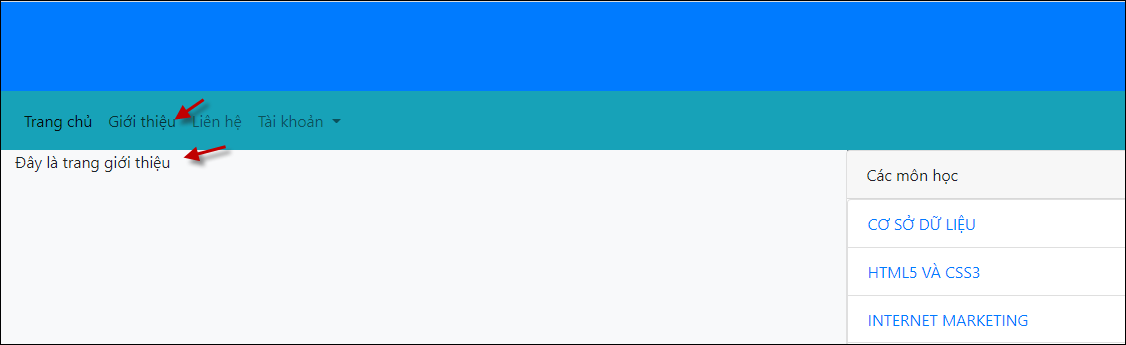 Trang chủ Giới thiệu Liên hệ Tài khoản
Đây là trang giới thiệu
Các môn học
CƠ SỞ DỮ LIỆU
HTML5 VÀ CSS3
INTERNET MARKETING